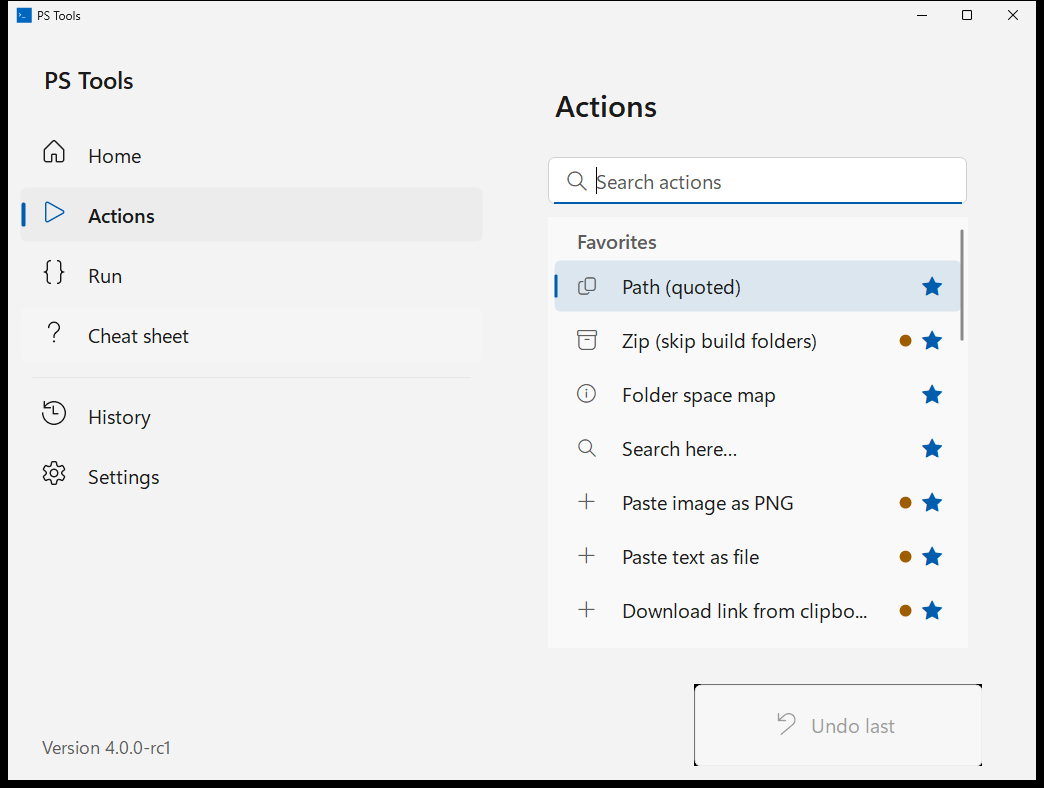 PS Tools
PS Tools
Home
Actions
Run
Cheat sheet
History
Settings
Version 4.0.0-rc1
Actions
Search actions
Favorites
Path (quoted)
Zip (skip build folders)
Folder space map
Search here...
Paste image as PNG
Paste text as file
Download link from clipbo...
Undo last